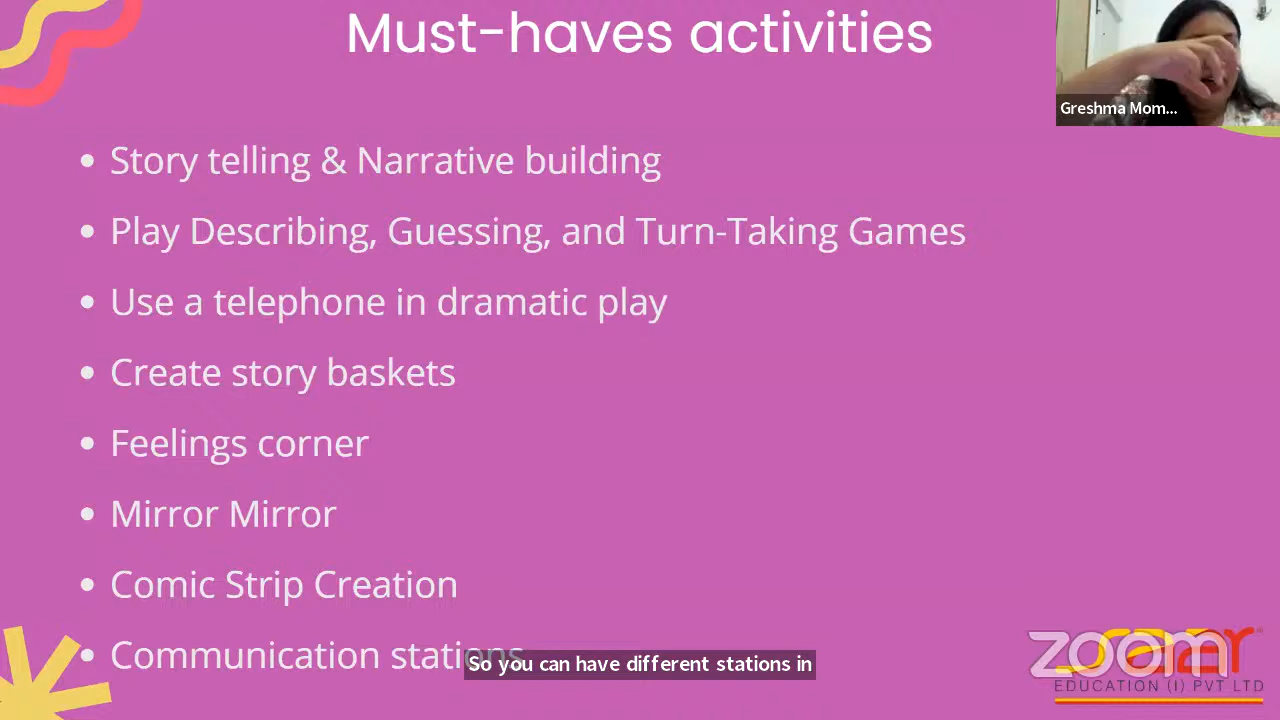 Must-haves activities
Greshma Mom...
• Story telling & Narrative building
• Play Describing, Guessing, and Turn-Taking Games
• Use a telephone in dramatic play
• Create story baskets
• Feelings corner
• Mirror Mirror
• Comic Strip Creation
• Communication stations
So you can have different stations in
zoom
EDUCATION (I) PVT LTD